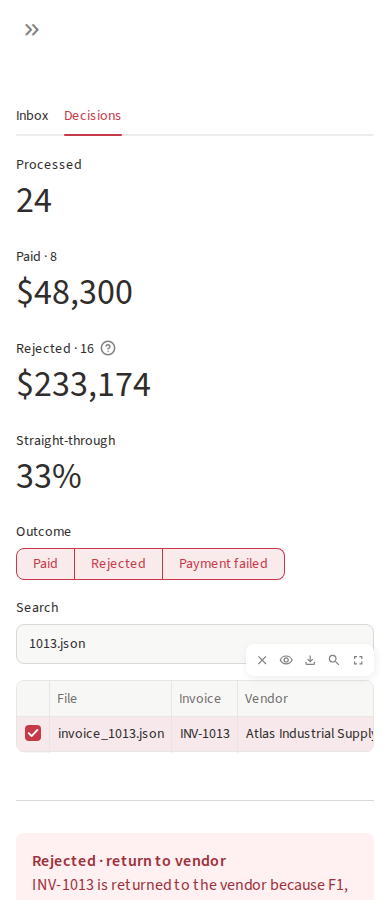 Inbox Decisions
Processed
24
Paid · 8
$48,300
Rejected · 16
$233,174
Straight-through
33%
Outcome
Paid Rejected Payment failed
Search
1013.json
File Invoice Vendor
invoice_1013.json INV-1013 Atlas Industrial Supply
Rejected · return to vendor
INV-1013 is returned to the vendor because F1,